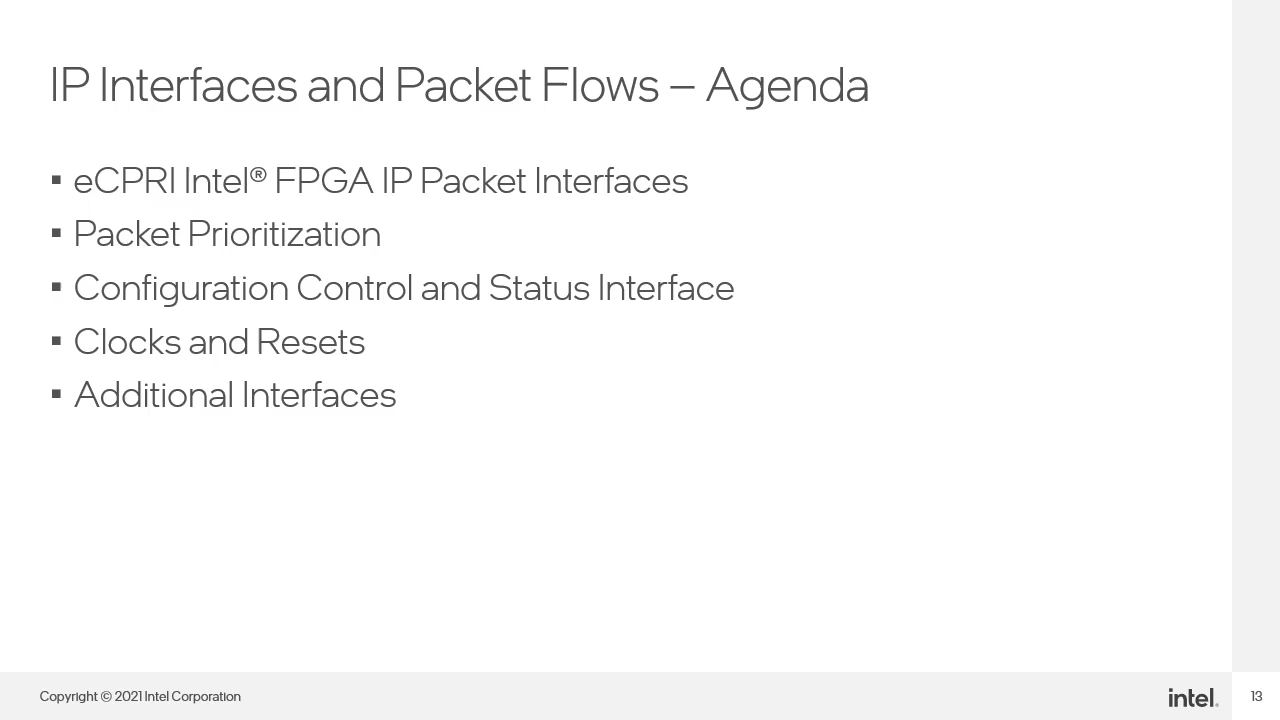 IP Interfaces and Packet Flows – Agenda
▪ eCPRI Intel® FPGA IP Packet Interfaces
▪ Packet Prioritization
▪ Configuration Control and Status Interface
▪ Clocks and Resets
▪ Additional Interfaces
Copyright © 2021 Intel Corporation
intel.
13